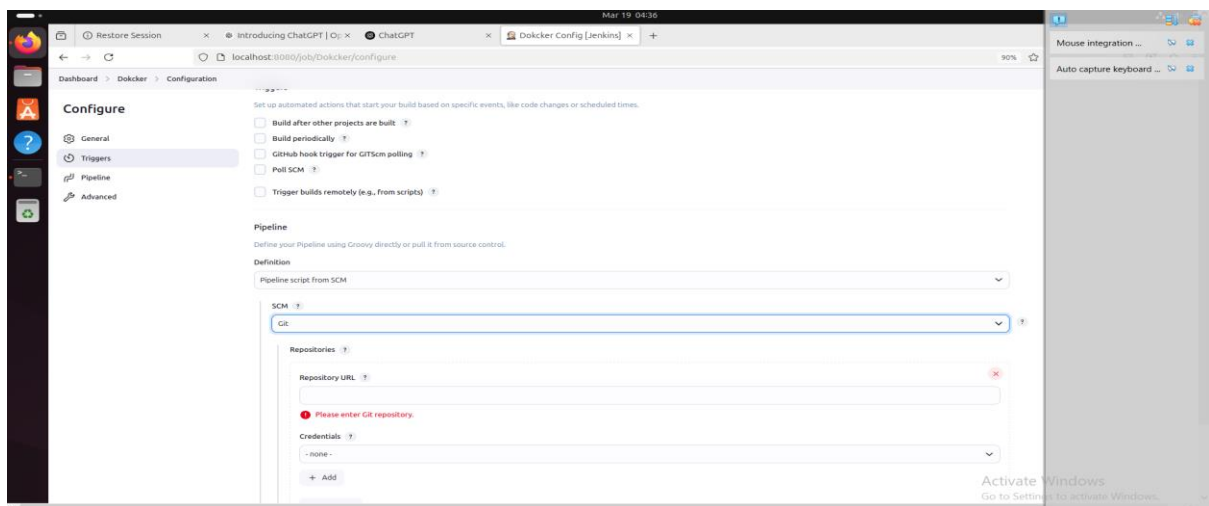 Mar 19 04:36
Restore Session
Introducing ChatGPT | Op
ChatGPT
Dokcker Config [Jenkins]
localhost:8080/job/Dokcker/configure
90%
Mouse integration ...
Auto capture keyboard ...
Dashboard > Dokcker > Configuration
Configure
General
Triggers
Pipeline
Advanced
Set up automated actions that start your build based on specific events, like code changes or scheduled times.
Build after other projects are built ?
Build periodically ?
GitHub hook trigger for GITScm polling ?
Poll SCM ?
Trigger builds remotely (e.g., from scripts) ?
Pipeline
Define your Pipeline using Groovy directly or pull it from source control.
Definition
Pipeline script from SCM
SCM ?
Git
?
Repositories ?
Repository URL ?
Please enter Git repository.
Credentials ?
- none -
+ Add
Activate Windows
Go to Settings to activate Windows.